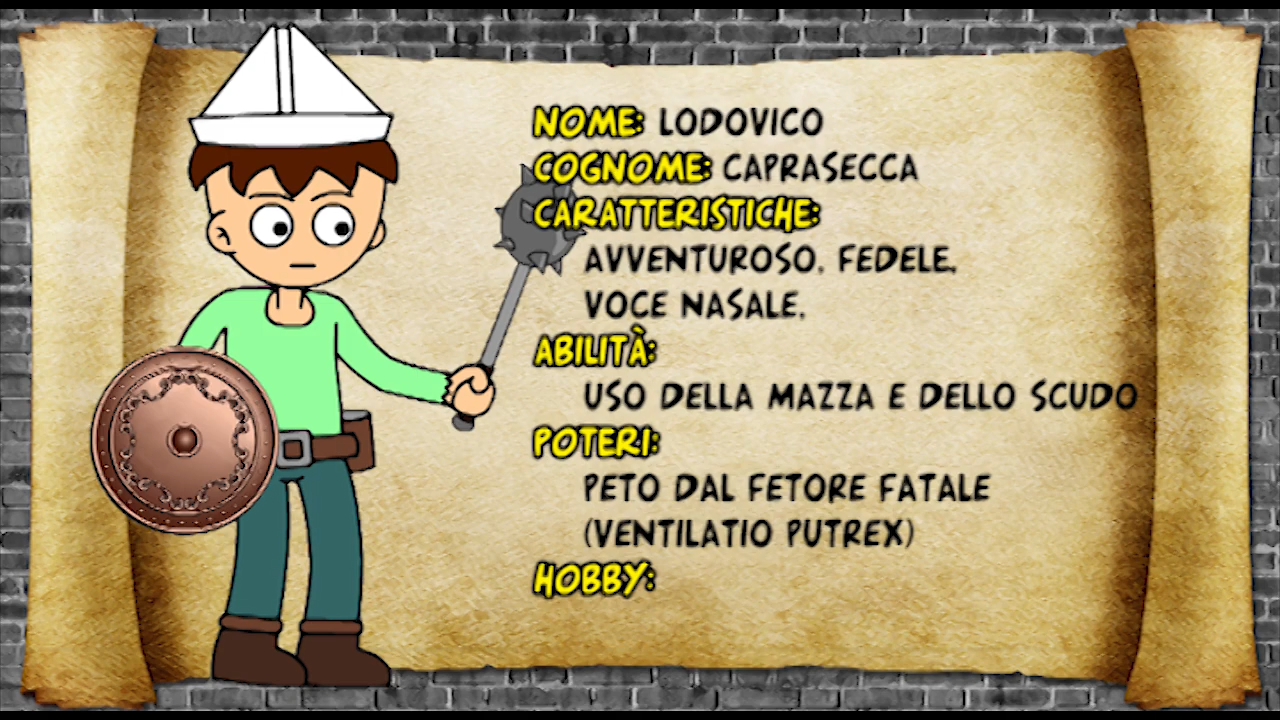 NOME: LODOVICO
COGNOME: CAPRASECCA
CARATTERISTICHE:
AVVENTUROSO, FEDELE,
VOCE NASALE.
ABILITÀ:
USO DELLA MAZZA E DELLO SCUDO
POTERI:
PETO DAL FETORE FATALE
(VENTILATIO PUTREX)
HOBBY: